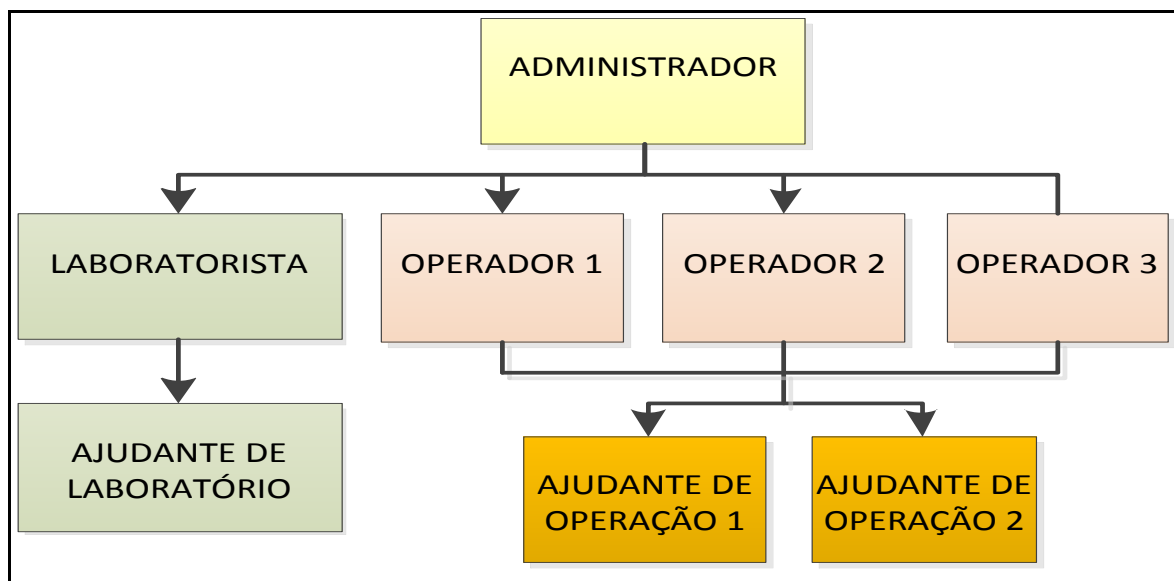 ADMINISTRADOR
LABORATORISTA
OPERADOR 1
OPERADOR 2
OPERADOR 3
AJUDANTE DE
LABORATÓRIO
AJUDANTE DE
OPERAÇÃO 1
AJUDANTE DE
OPERAÇÃO 2